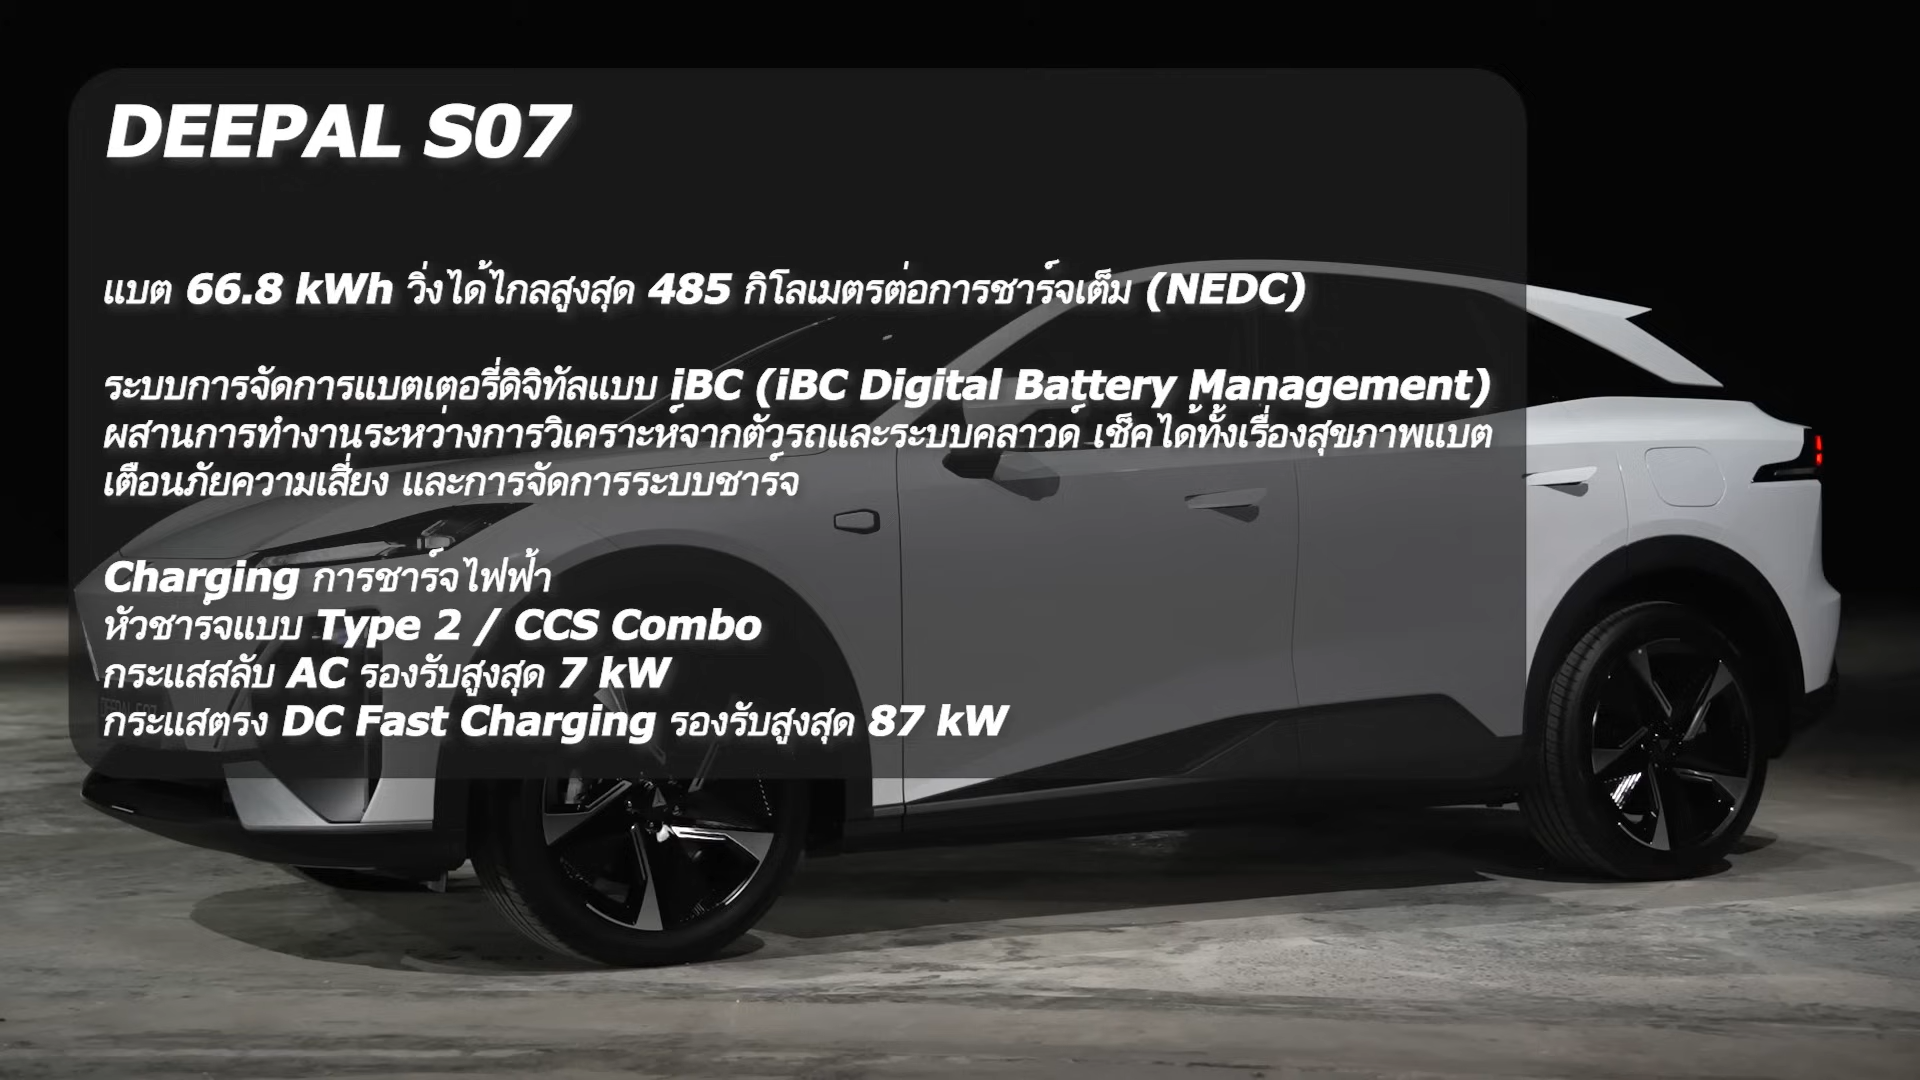 DEEPAL S07
แบต 66.8 kWh วิ่งได้ไกลสูงสุด 485 กิโลเมตรต่อการชาร์จเต็ม (NEDC)
ระบบการจัดการแบตเตอรี่ดิจิทัลแบบ iBC (iBC Digital Battery Management)
ผสานการทำงานระหว่างการวิเคราะห์จากตัวรถและระบบคลาวด์ เช็คได้ทั้งเรื่องสุขภาพแบต
เตือนภัยความเสี่ยง และการจัดการระบบชาร์จ
Charging การชาร์จไฟฟ้า
หัวชาร์จแบบ Type 2 / CCS Combo
กระแสสลับ AC รองรับสูงสุด 7 kW
กระแสตรง DC Fast Charging รองรับสูงสุด 87 kW
DEEPAL S07